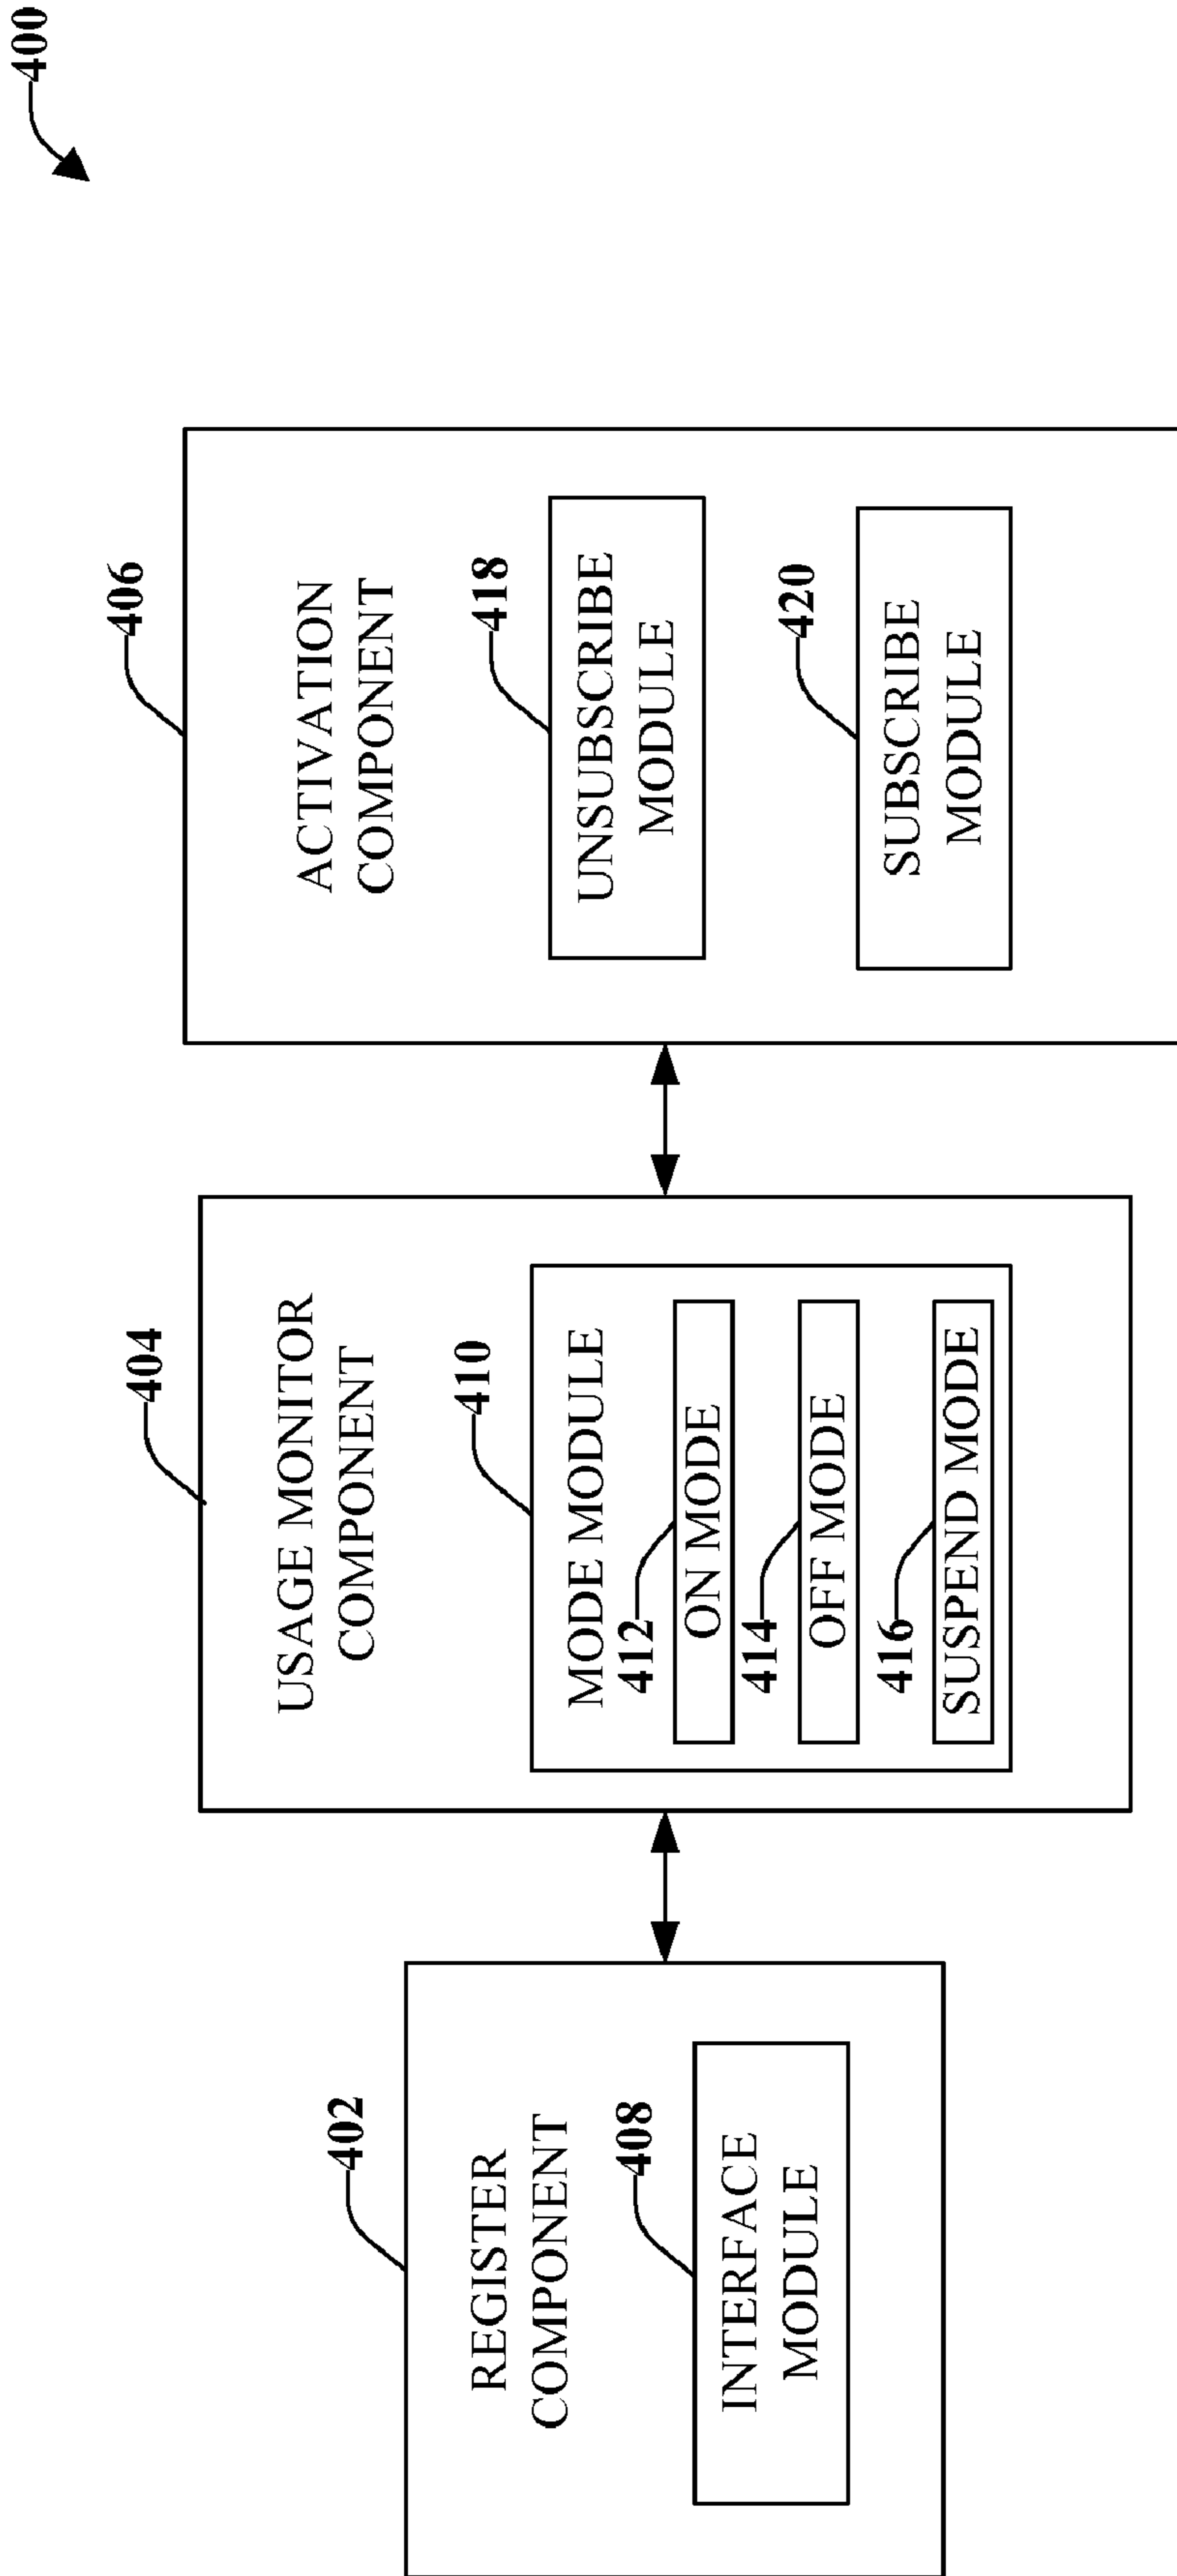 400
402
REGISTER
COMPONENT
408
INTERFACE
MODULE
404
USAGE MONITOR
COMPONENT
410
MODE MODULE
412
ON MODE
414
OFF MODE
416
SUSPEND MODE
406
ACTIVATION
COMPONENT
418
UNSUBSCRIBE
MODULE
420
SUBSCRIBE
MODULE